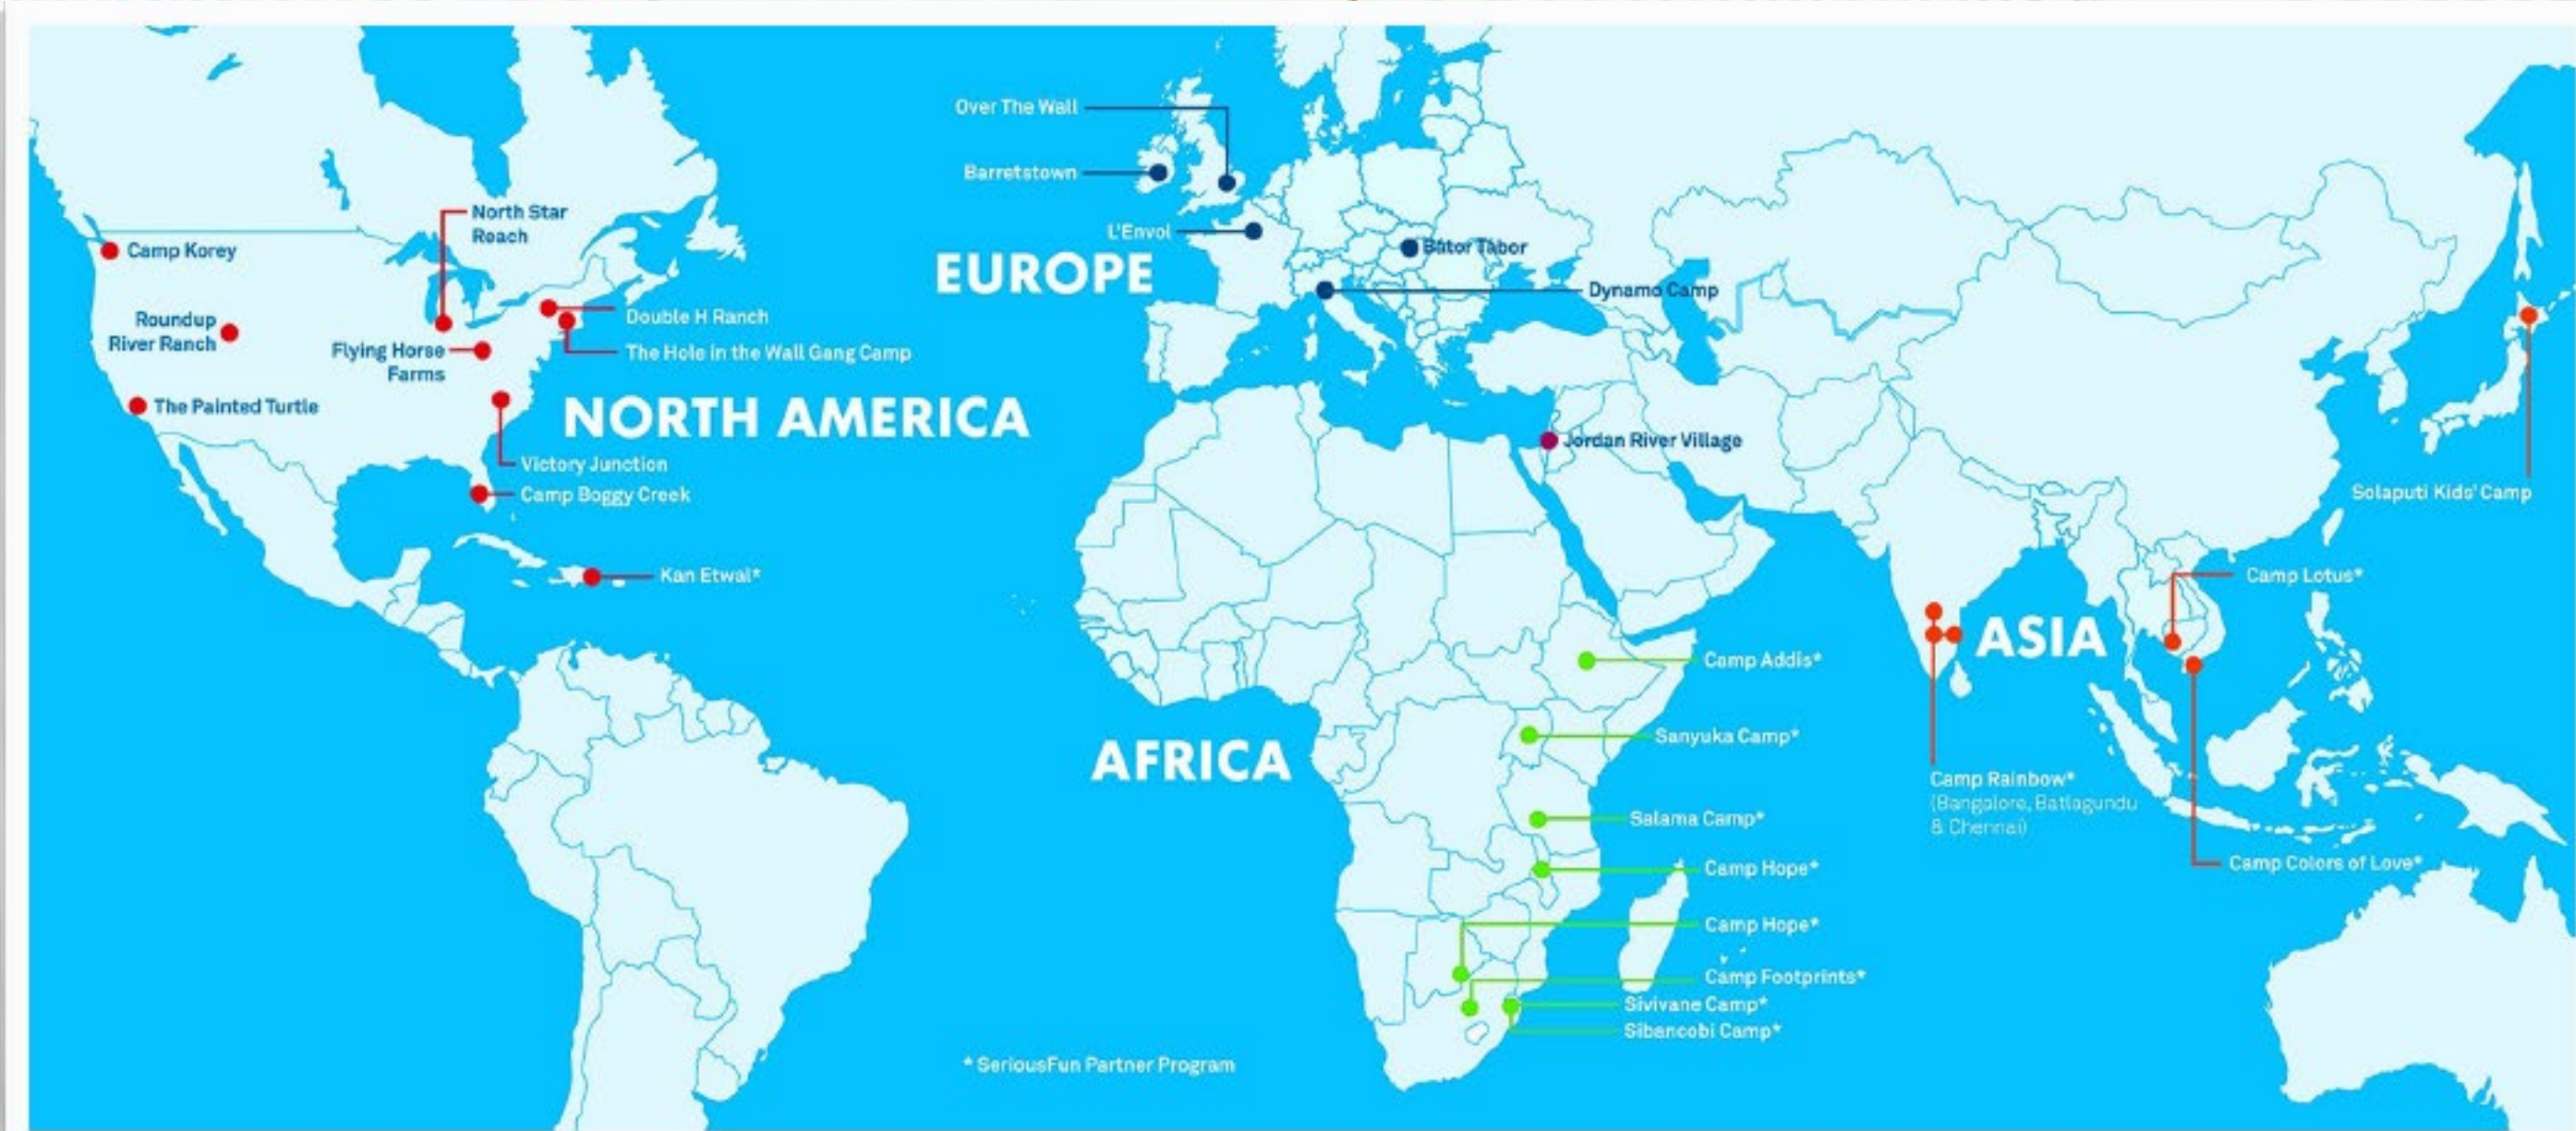 Over The Wall
Barretstown
North Star
Reach
Camp Korey
L'Envol
Bátor Tábor
EUROPE
Dynamo Camp
Roundup
River Ranch
Double H Ranch
Flying Horse
Farms
The Hole in the Wall Gang Camp
The Painted Turtle
NORTH AMERICA
Jordan River Village
Victory Junction
Camp Boggy Creek
Solaputi Kids' Camp
Kan Etwal*
Camp Lotus*
ASIA
Camp Addis*
Sanyuka Camp*
AFRICA
Camp Rainbow*
(Bangalore, Batlagundu
& Chennai)
Salama Camp*
Camp Hope*
Camp Colors of Love*
Camp Hope*
Camp Footprints*
Sivivane Camp*
Sibancobi Camp*
* SeriousFun Partner Program